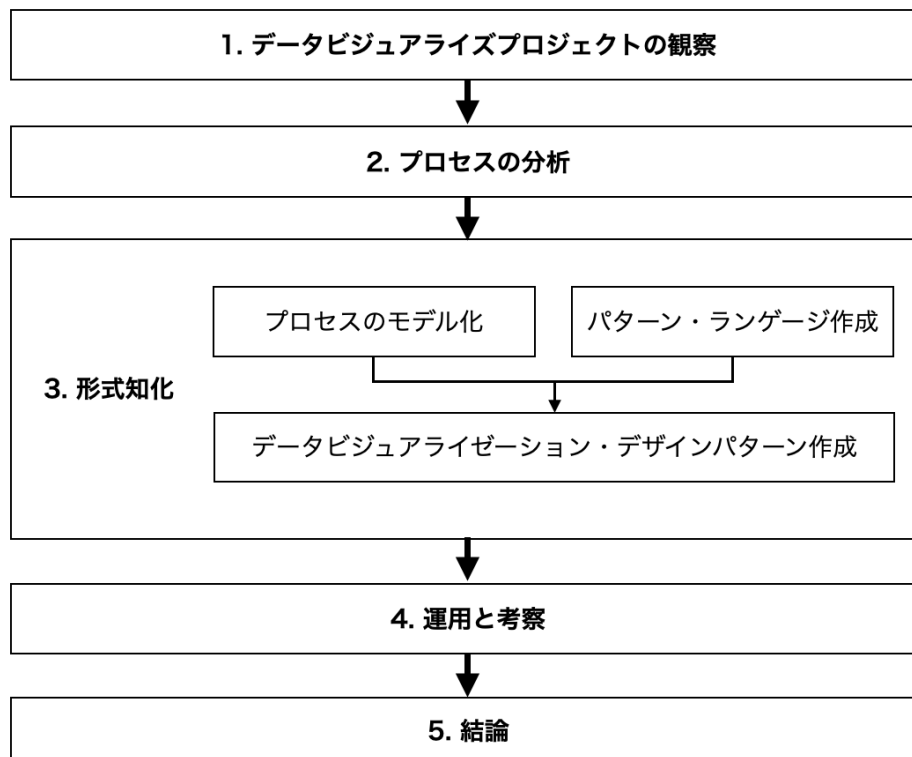 1. データビジュアライズプロジェクトの観察
2. プロセスの分析
3. 形式知化
プロセスのモデル化
パターン・ランゲージ作成
データビジュアライゼーション・デザインパターン作成
4. 運用と考察
5. 結論